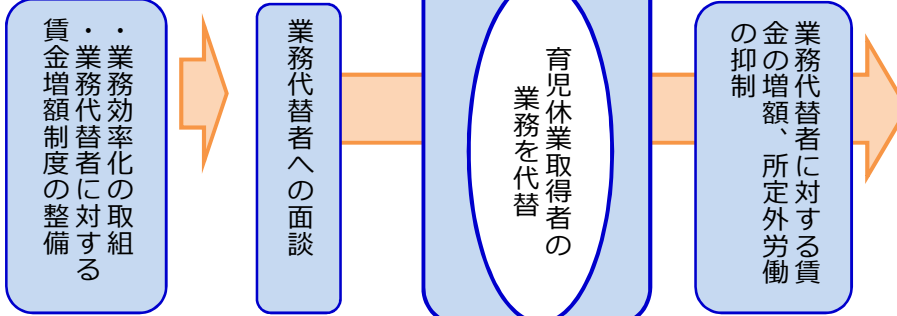 ・業務効率化の取組
・業務代替者に対する
賃金増額制度の整備
業務代替者への面談
育児休業取得者の
業務を代替
業務代替者に対する賃
金の増額、所定外労働
の抑制